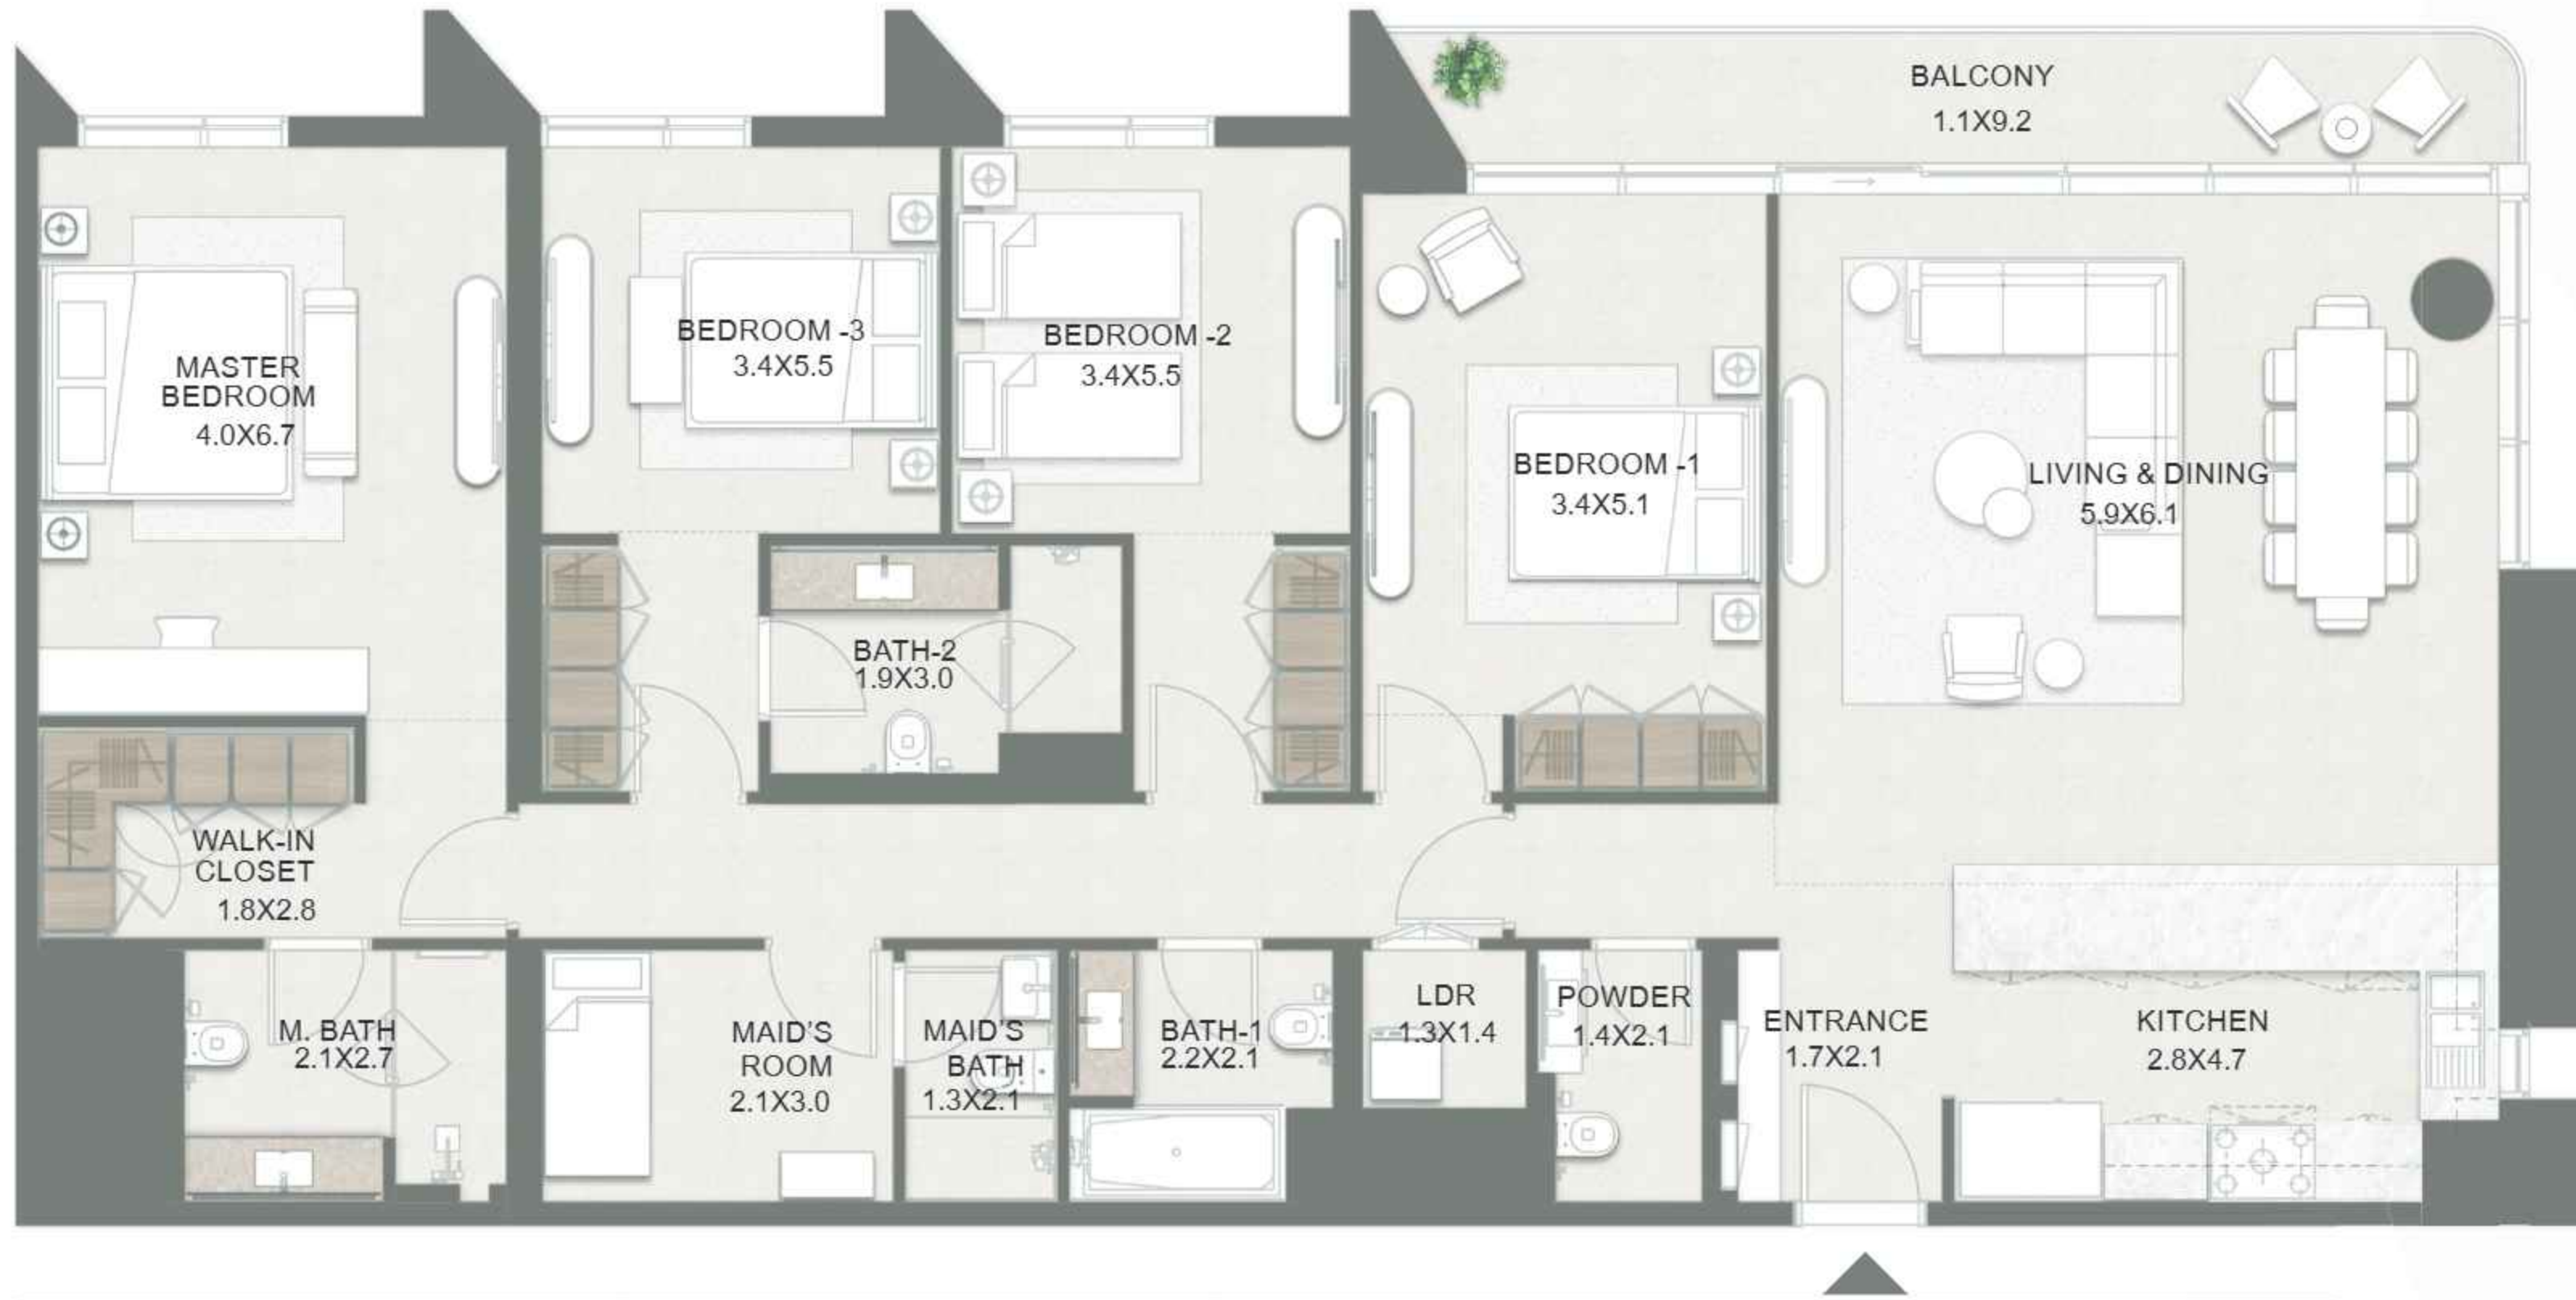 BALCONY
1.1X9.2
MASTER
BEDROOM
4.0X6.7
BEDROOM -3
3.4X5.5
BEDROOM -2
3.4X5.5
BEDROOM -1
3.4X5.1
LIVING & DINING
5.9X6.1
BATH-2
1.9X3.0
WALK-IN
CLOSET
1.8X2.8
M. BATH
2.1X2.7
MAID'S
ROOM
2.1X3.0
MAID'S
BATH
1.3X2.1
BATH-1
2.2X2.1
LDR
1.3X1.4
POWDER
1.4X2.1
ENTRANCE
1.7X2.1
KITCHEN
2.8X4.7